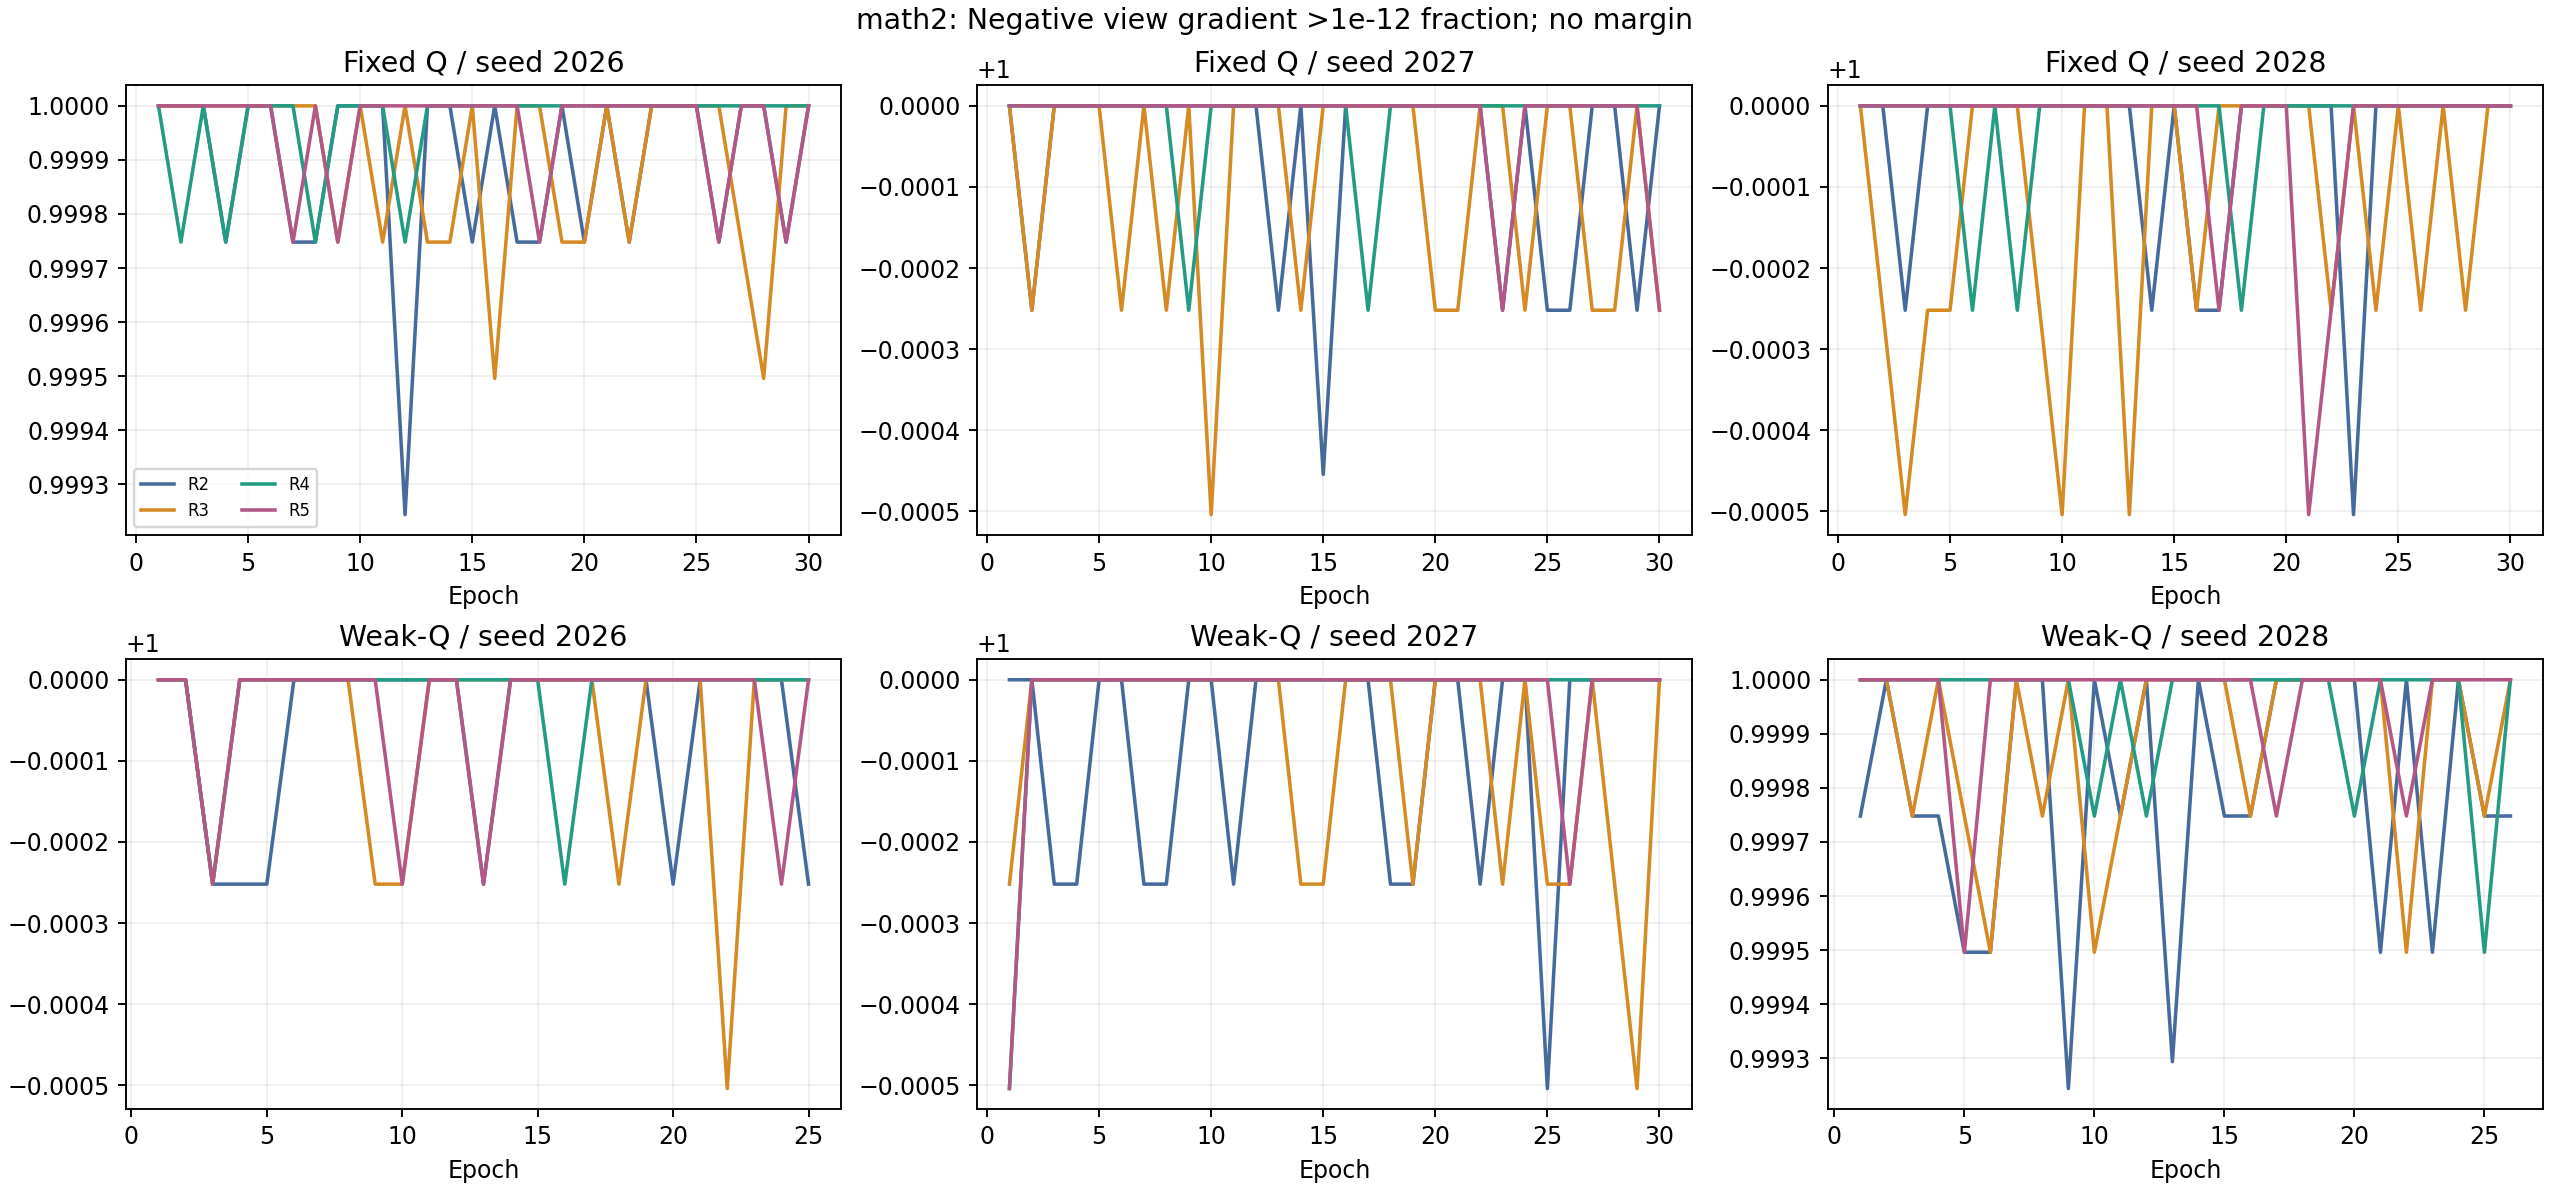 math2: Negative view gradient >1e-12 fraction; no margin
Fixed Q / seed 2026
1.0000
0.9999
0.9998
0.9997
0.9996
0.9995
0.9994
0.9993
R2 R4
R3 R5
0 5 10 15 20 25 30
Epoch
Fixed Q / seed 2027
+1
0.0000
−0.0001
−0.0002
−0.0003
−0.0004
−0.0005
0 5 10 15 20 25 30
Epoch
Fixed Q / seed 2028
+1
0.0000
−0.0001
−0.0002
−0.0003
−0.0004
−0.0005
0 5 10 15 20 25 30
Epoch
Weak-Q / seed 2026
+1
0.0000
−0.0001
−0.0002
−0.0003
−0.0004
−0.0005
0 5 10 15 20 25
Epoch
Weak-Q / seed 2027
+1
0.0000
−0.0001
−0.0002
−0.0003
−0.0004
−0.0005
0 5 10 15 20 25 30
Epoch
Weak-Q / seed 2028
1.0000
0.9999
0.9998
0.9997
0.9996
0.9995
0.9994
0.9993
0 5 10 15 20 25
Epoch